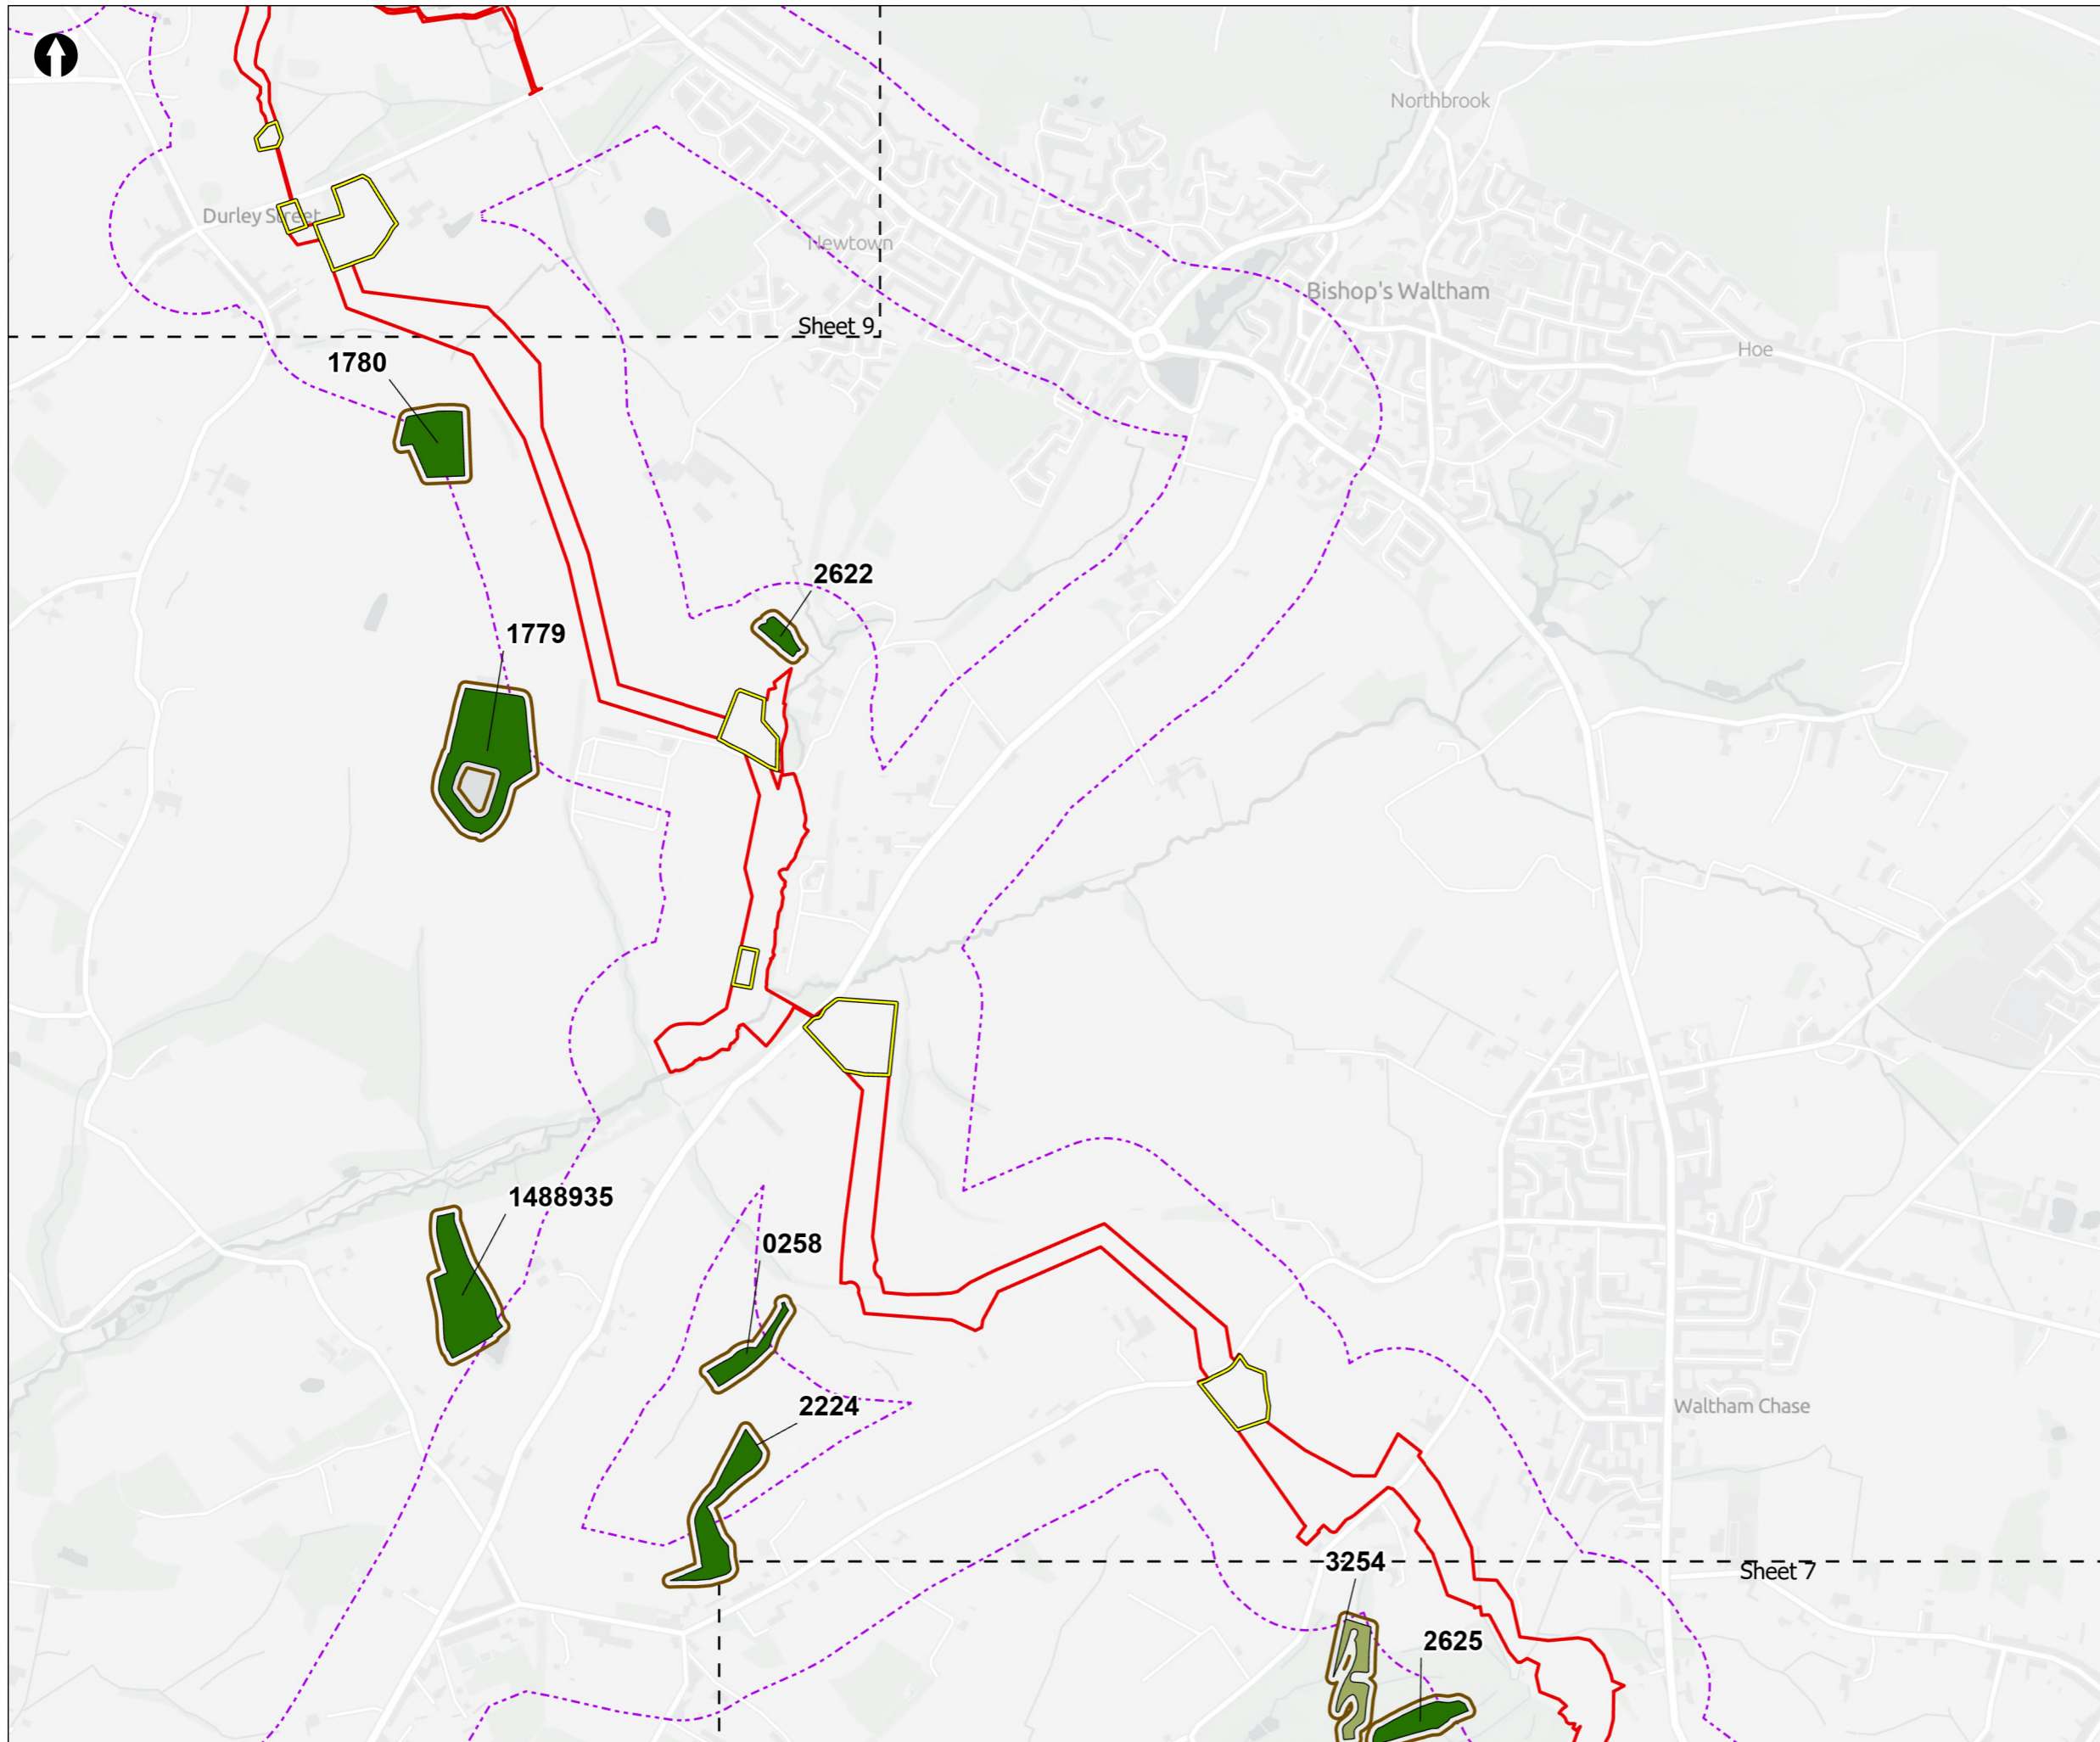 Northbrook
Durley Street
Newtown
Bishop's Waltham
Sheet 9
Hoe
1780
2622
1779
1488935
0258
2224
Waltham Chase
3254
Sheet 7
2625